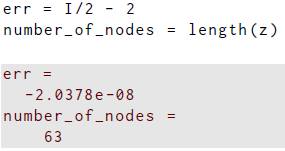 err = I/2 - 2
number_of_nodes = length(z)
err =
-2.0378e-08
number_of_nodes =
63